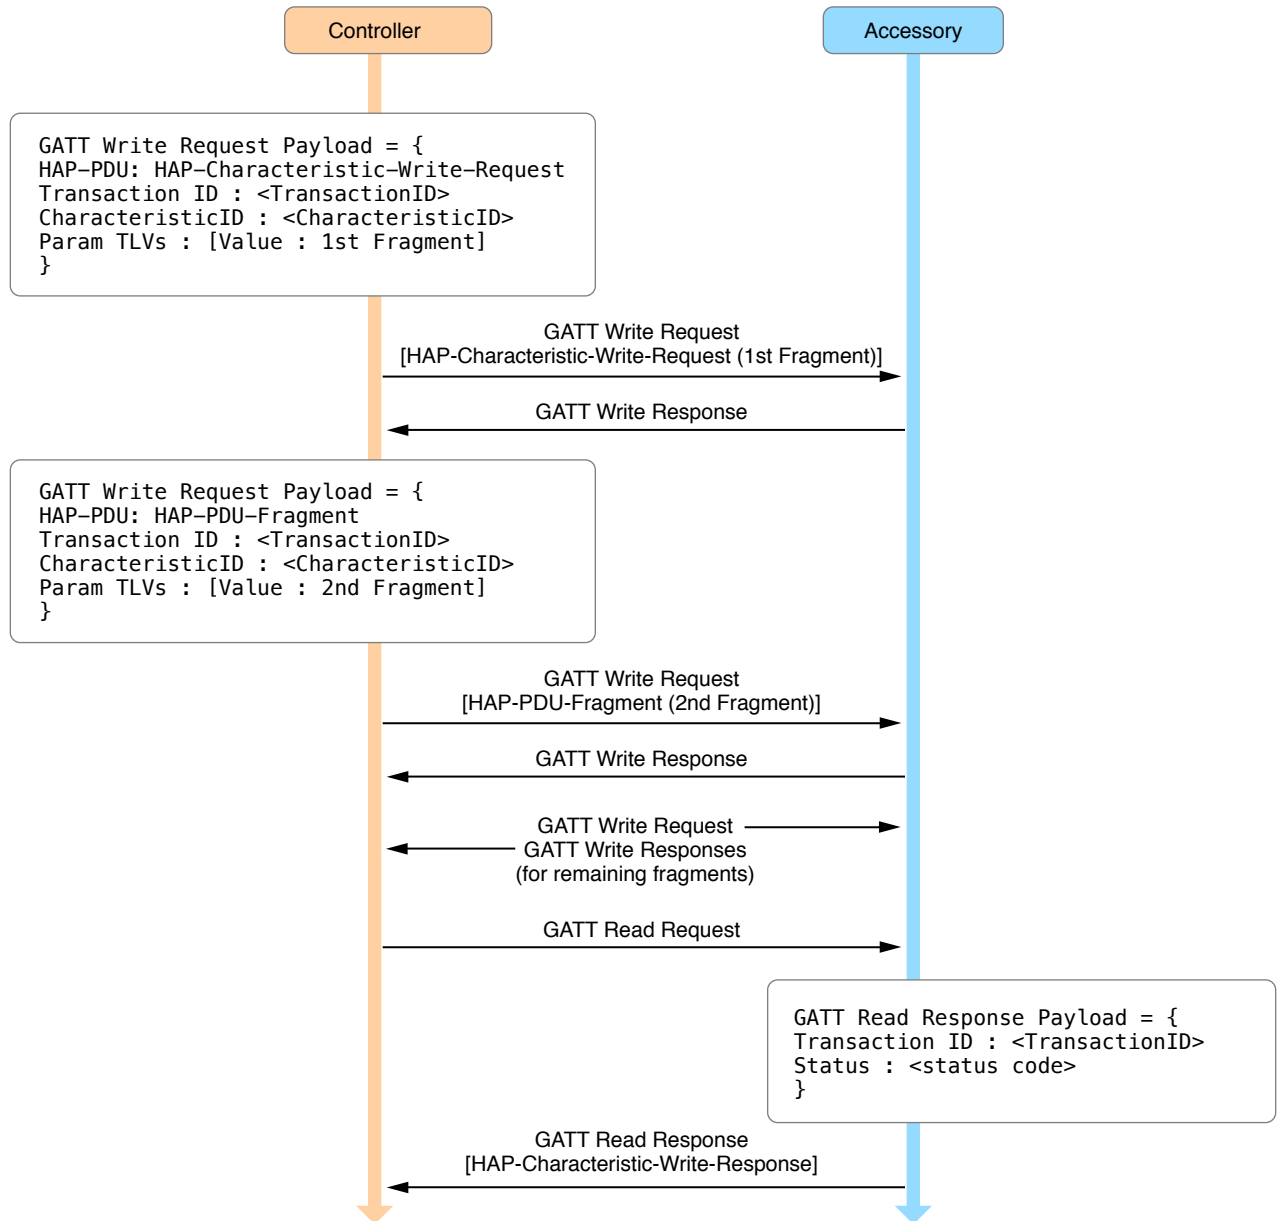 Controller
Accessory
GATT Write Request Payload = {
HAP-PDU: HAP-Characteristic-Write-Request
Transaction ID : <TransactionID>
CharacteristicID : <CharacteristicID>
Param TLVs : [Value : 1st Fragment]
}
GATT Write Request
[HAP-Characteristic-Write-Request (1st Fragment)]
GATT Write Response
GATT Write Request Payload = {
HAP-PDU: HAP-PDU-Fragment
Transaction ID : <TransactionID>
CharacteristicID : <CharacteristicID>
Param TLVs : [Value : 2nd Fragment]
}
GATT Write Request
[HAP-PDU-Fragment (2nd Fragment)]
GATT Write Response
GATT Write Request
GATT Write Responses
(for remaining fragments)
GATT Read Request
GATT Read Response Payload = {
Transaction ID : <TransactionID>
Status : <status code>
}
GATT Read Response
[HAP-Characteristic-Write-Response]